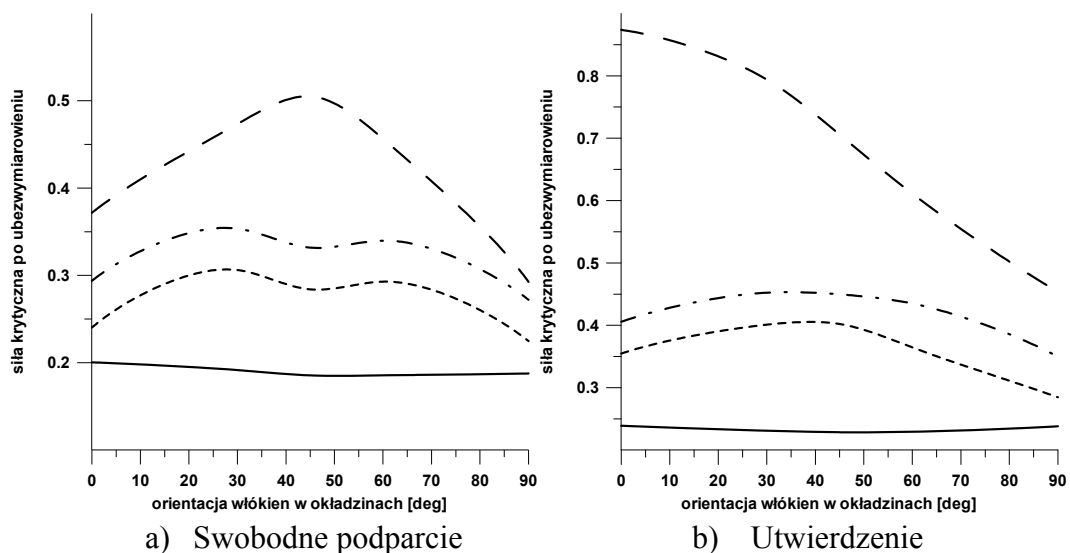 siła krytyczna po ubezwymiarowieniu
0.5
0.4
0.3
0.2
0 10 20 30 40 50 60 70 80 90
orientacja włókien w okładzinach [deg]
a) Swobodne podparcie
siła krytyczna po ubezwymiarowieniu
0.8
0.7
0.6
0.5
0.4
0.3
0 10 20 30 40 50 60 70 80 90
orientacja włókien w okładzinach [deg]
b) Utwierdzenie